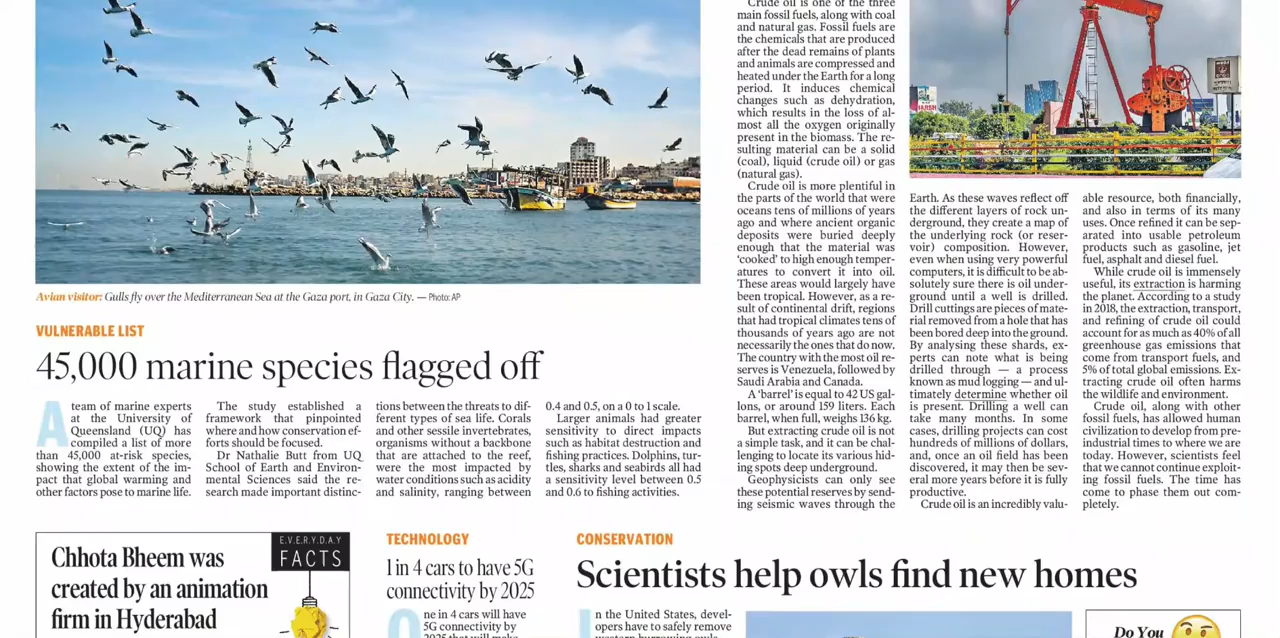 Avian visitor: Gulls fly over the Mediterranean Sea at the Gaza port, in Gaza City. — Photo: AP
VULNERABLE LIST
45,000 marine species flagged off
A team of marine experts
at the University of
Queensland (UQ) has
compiled a list of more
than 45,000 at-risk species,
showing the extent of the im-
pact that global warming and
other factors pose to marine life.
The study established a
framework that pinpointed
where and how conservation ef-
forts should be focused.
Dr Nathalie Butt from UQ
School of Earth and Environ-
mental Sciences said the re-
search made important distinc-
tions between the threats to dif-
ferent types of sea life. Corals
and other sessile invertebrates,
organisms without a backbone
that are attached to the reef,
were the most impacted by
water conditions such as acidity
and salinity, ranging between
0.4 and 0.5, on a 0 to 1 scale.
Larger animals had greater
sensitivity to direct impacts
such as habitat destruction and
fishing practices. Dolphins, tur-
tles, sharks and seabirds all had
a sensitivity level between 0.5
and 0.6 to fishing activities.
Crude oil is one of the three
main fossil fuels, along with coal
and natural gas. Fossil fuels are
the chemicals that are produced
after the dead remains of plants
and animals are compressed and
heated under the Earth for a long
period. It induces chemical
changes such as dehydration,
which results in the loss of al-
most all the oxygen originally
present in the biomass. The re-
sulting material can be a solid
(coal), liquid (crude oil) or gas
(natural gas).
Crude oil is more plentiful in
the parts of the world that were
oceans tens of millions of years
ago and where ancient organic
deposits were buried deeply
enough that the material was
‘cooked’ to high enough temper-
atures to convert it into oil.
These areas would largely have
been tropical. However, as a re-
sult of continental drift, regions
that had tropical climates tens of
thousands of years ago are not
necessarily the ones that do now.
The country with the most oil re-
serves is Venezuela, followed by
Saudi Arabia and Canada.
A ‘barrel’ is equal to 42 US gal-
lons, or around 159 liters. Each
barrel, when full, weighs 136 kg.
But extracting crude oil is not
a simple task, and it can be chal-
lenging to locate its various hid-
ing spots deep underground.
Geophysicists can only see
these potential reserves by send-
ing seismic waves through the
Earth. As these waves reflect off
the different layers of rock un-
derground, they create a map of
the underlying rock (or reser-
voir) composition. However,
even when using very powerful
computers, it is difficult to be ab-
solutely sure there is oil under-
ground until a well is drilled.
Drill cuttings are pieces of mate-
rial removed from a hole that has
been bored deep into the ground.
By analysing these shards, ex-
perts can note what is being
drilled through — a process
known as mud logging — and ul-
timately determine whether oil
is present. Drilling a well can
take many months. In some
cases, drilling projects can cost
hundreds of millions of dollars,
and, once an oil field has been
discovered, it may then be sev-
eral more years before it is fully
productive.
Crude oil is an incredibly valu-
able resource, both financially,
and also in terms of its many
uses. Once refined it can be sep-
arated into usable petroleum
products such as gasoline, jet
fuel, asphalt and diesel fuel.
While crude oil is immensely
useful, its extraction is harming
the planet. According to a study
in 2018, the extraction, transport,
and refining of crude oil could
account for as much as 40% of all
greenhouse gas emissions that
come from transport fuels, and
5% of total global emissions. Ex-
tracting crude oil often harms
the wildlife and environment.
Crude oil, along with other
fossil fuels, has allowed human
civilization to develop from pre-
industrial times to where we are
today. However, scientists feel
that we cannot continue exploit-
ing fossil fuels. The time has
come to phase them out com-
pletely.
E.V.E.R.Y.D.A.Y
FACTS
Chhota Bheem was
created by an animation
firm in Hyderabad
TECHNOLOGY
1 in 4 cars to have 5G
connectivity by 2025
One in 4 cars will have
5G connectivity by
2025 that will make
CONSERVATION
Scientists help owls find new homes
In the United States, devel-
opers have to safely remove
western burrowing owls
Do You